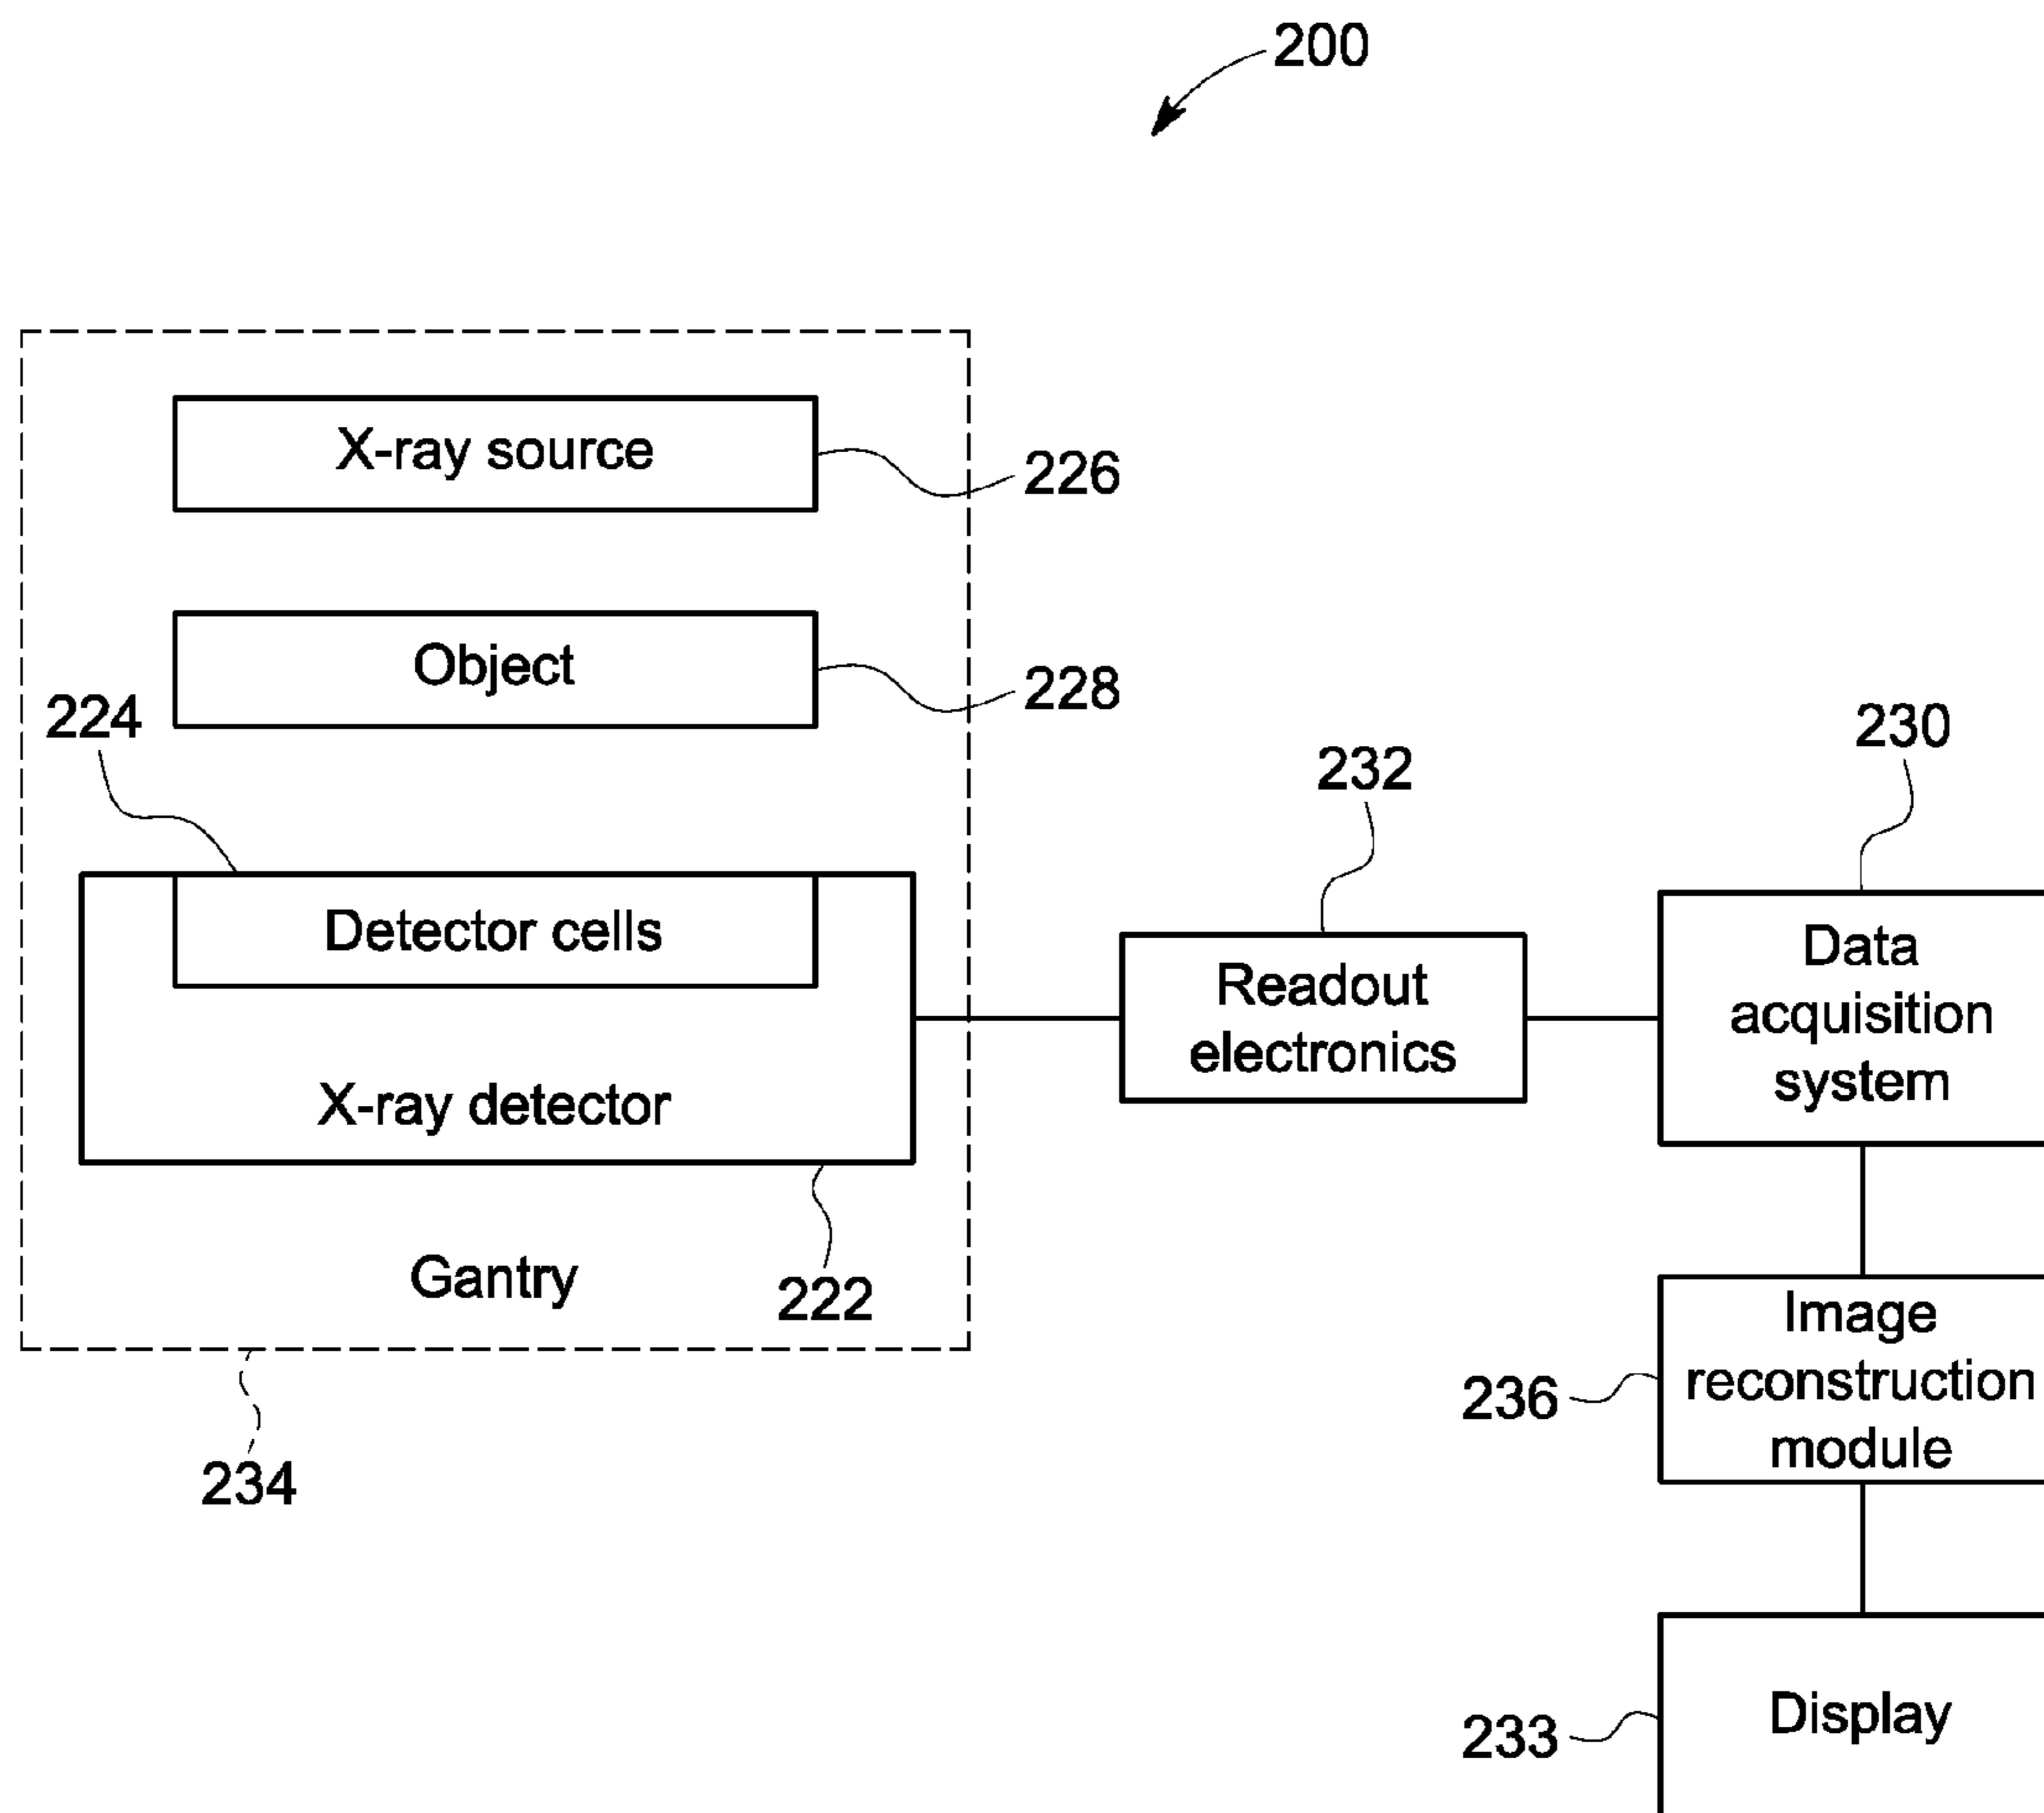 200
X-ray source
226
Object
228
224
Detector cells
X-ray detector
222
Gantry
234
232
Readout
electronics
230
Data
acquisition
system
236
Image
reconstruction
module
233
Display